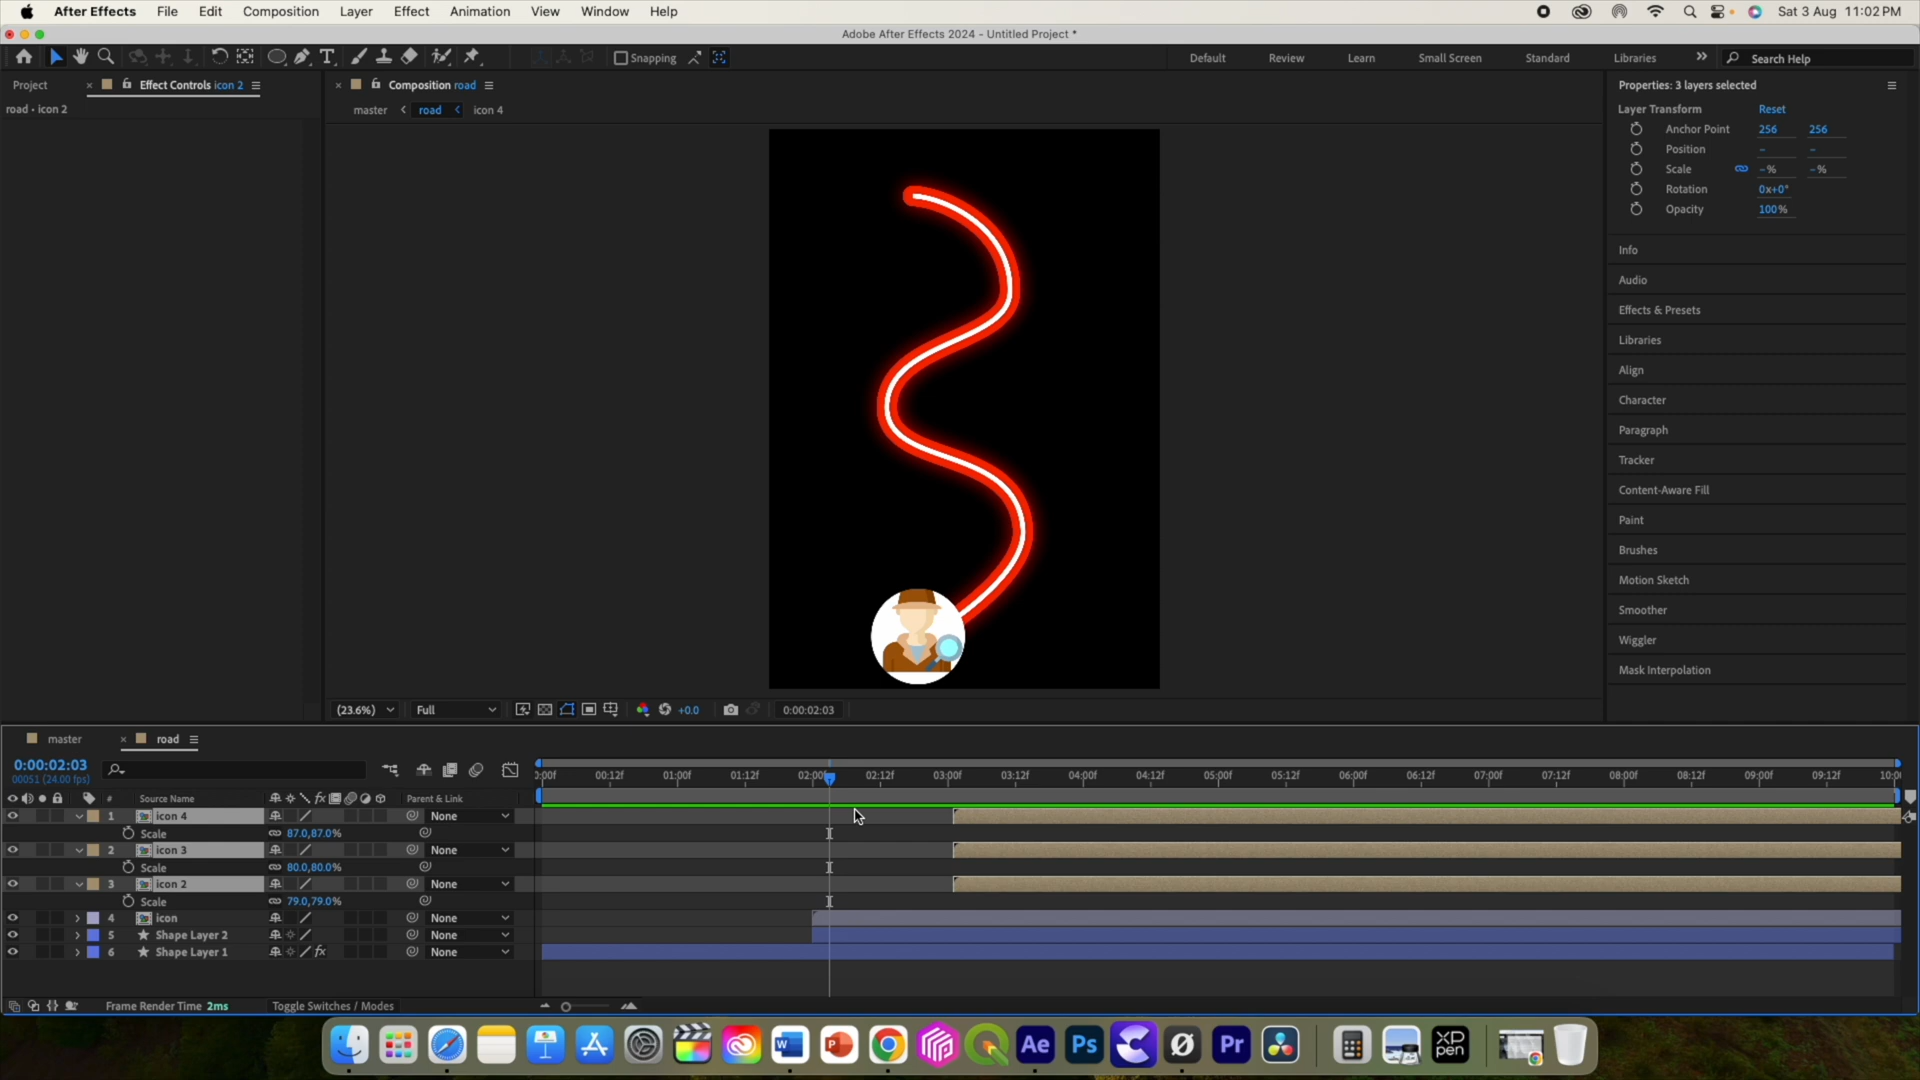 After Effects File Edit Composition Layer Effect Animation View Window Help Sat 3 Aug 11:02 PM
Adobe After Effects 2024 - Untitled Project *
Snapping Default Review Learn Small Screen Standard Libraries Search Help
Project Effect Controls icon 2
road • icon 2
Composition road
master road icon 4
Properties: 3 layers selected
Layer Transform Reset
Anchor Point 256 256
Position - -
Scale -% -%
Rotation 0x+0°
Opacity 100%
Info
Audio
Effects & Presets
Libraries
Align
Character
Paragraph
Tracker
Content-Aware Fill
Paint
Brushes
Motion Sketch
Smoother
Wiggler
Mask Interpolation
(23.6%) Full +0.0 0:00:02:03
master road
0:00:02:03
00051 (24.00 fps)
:00f 00:12f 01:00f 01:12f 02:00f 02:12f 03:00f 03:12f 04:00f 04:12f 05:00f 05:12f 06:00f 06:12f 07:00f 07:12f 08:00f 08:12f 09:00f 09:12f 10:0
# Source Name fx Parent & Link
1 icon 4 None
Scale 87.0,87.0%
2 icon 3 None
Scale 80.0,80.0%
3 icon 2 None
Scale 79.0,79.0%
4 icon None
5 Shape Layer 2 None
6 Shape Layer 1 fx None
Frame Render Time 2ms Toggle Switches / Modes
W P Ae Ps Pr XP
pen